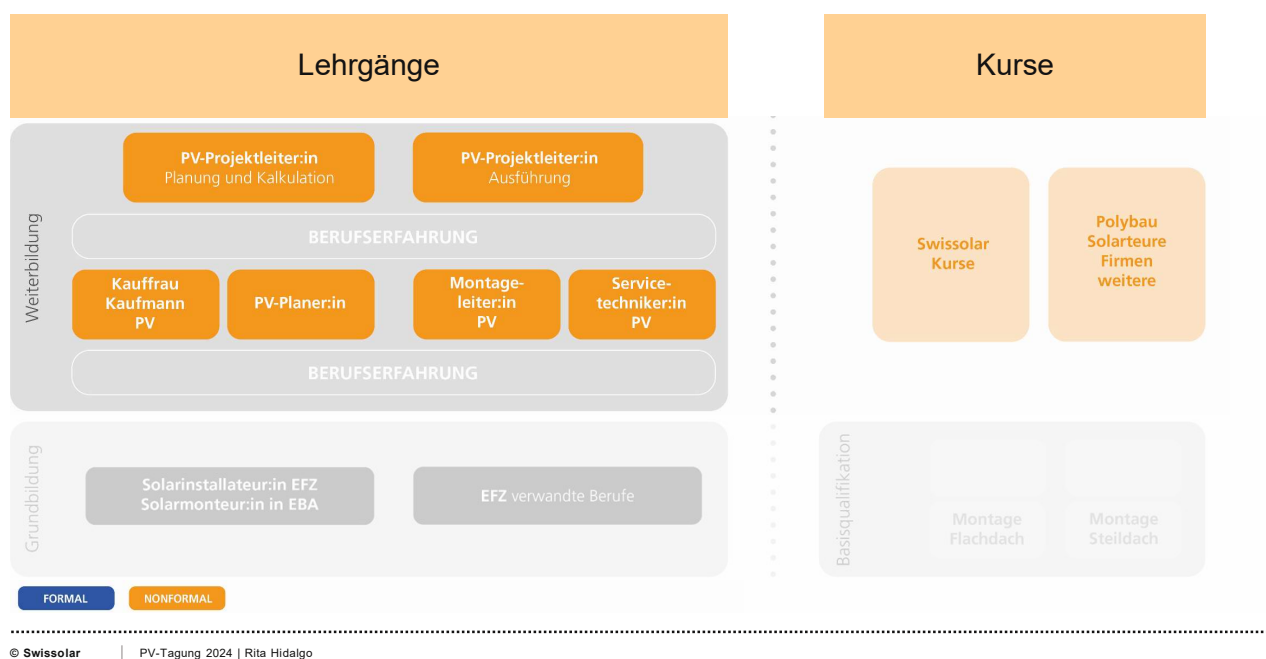 Lehrgänge
Kurse
Weiterbildung
PV-Projektleiter:in
Planung und Kalkulation
PV-Projektleiter:in
Ausführung
BERUFSERFAHRUNG
Kauffrau
Kaufmann
PV
PV-Planer:in
Montage-
leiter:in
PV
Service-
techniker:in
PV
BERUFSERFAHRUNG
Swissolar
Kurse
Polybau
Solarteure
Firmen
weitere
Grundbildung
Solarinstallateur:in EFZ
Solarmonteur:in in EBA
EFZ verwandte Berufe
Basisqualifikation
Montage
Flachdach
Montage
Steildach
FORMAL
NONFORMAL
© Swissolar
PV-Tagung 2024 | Rita Hidalgo